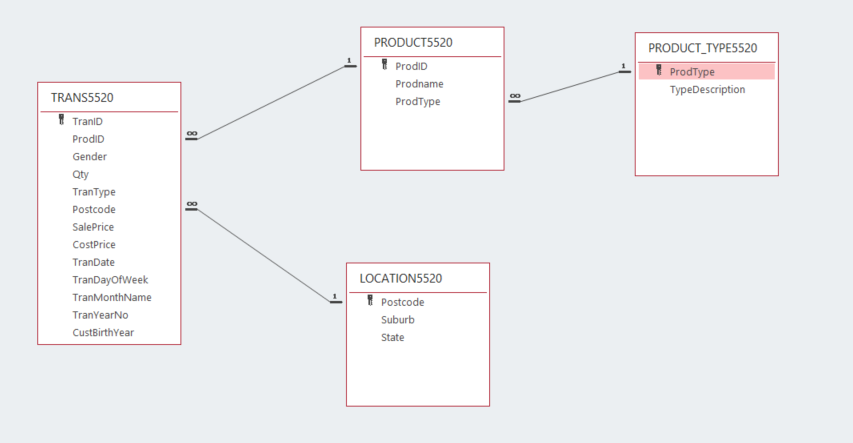 TRANS5520
TranID
ProdID
Gender
Qty
TranType
Postcode
SalePrice
CostPrice
TranDate
TranDayOfWeek
TranMonthName
TranYearNo
CustBirthYear
∞
∞
PRODUCT5520
ProdID
Prodname
ProdType
1
∞
PRODUCT_TYPE5520
ProdType
TypeDescription
1
LOCATION5520
Postcode
Suburb
State
1